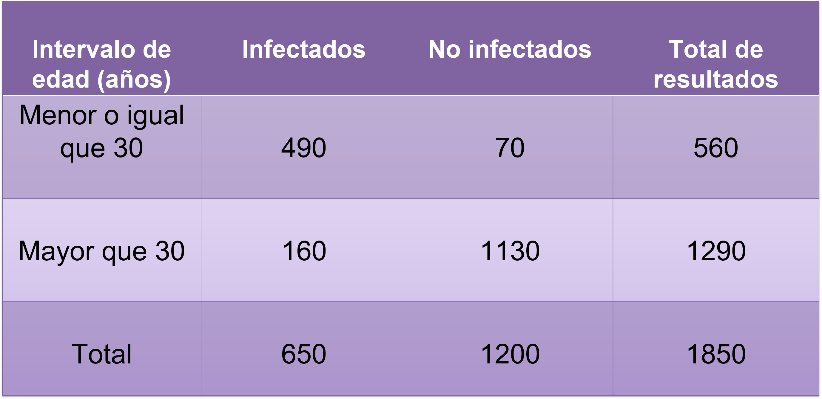 Intervalo de edad (años) Infectados No infectados Total de resultados
Menor o igual que 30 490 70 560
Mayor que 30 160 1130 1290
Total 650 1200 1850